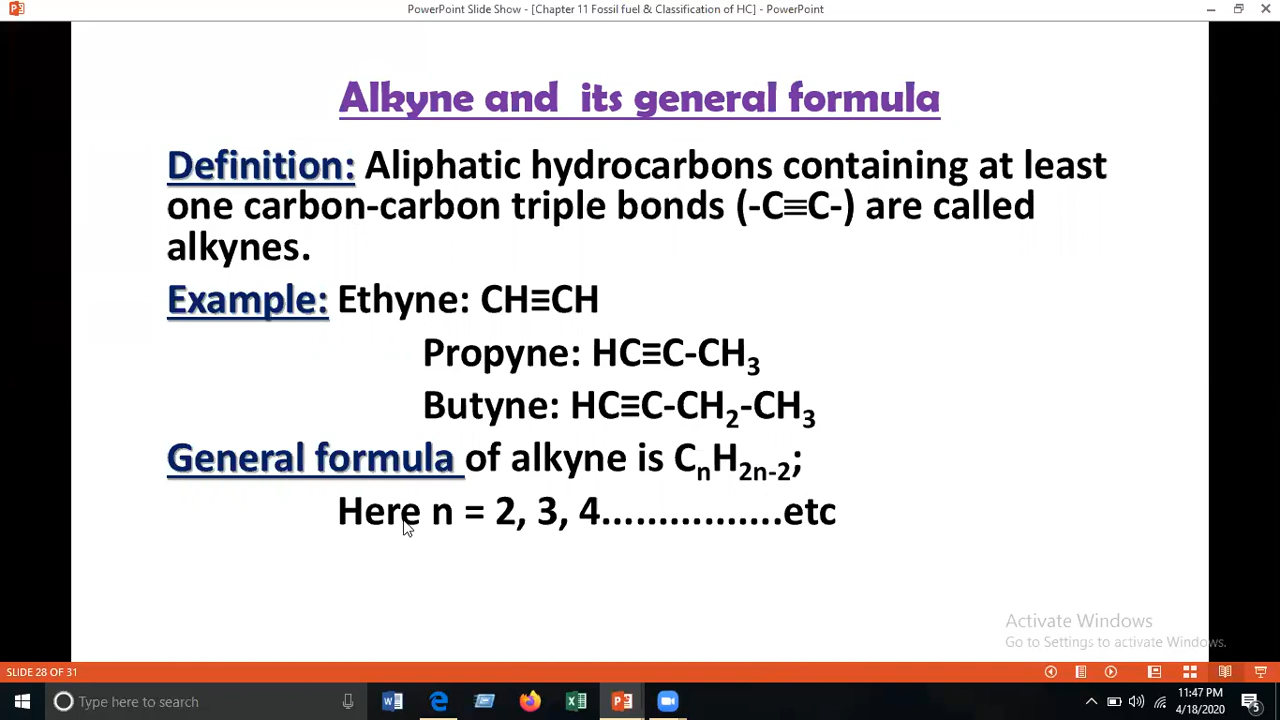 PowerPoint Slide Show - [Chapter 11 Fossil fuel & Classification of HC] - PowerPoint
Alkyne and its general formula
Definition: Aliphatic hydrocarbons containing at least
one carbon-carbon triple bonds (-C≡C-) are called
alkynes.
Example: Ethyne: CH≡CH
Propyne: HC≡C-CH₃
Butyne: HC≡C-CH₂-CH₃
General formula of alkyne is CₙH₂ₙ₋₂;
Here n = 2, 3, 4................etc
Activate Windows
Go to Settings to activate Windows.
SLIDE 28 OF 31
Type here to search
11:47 PM
4/18/2020
5